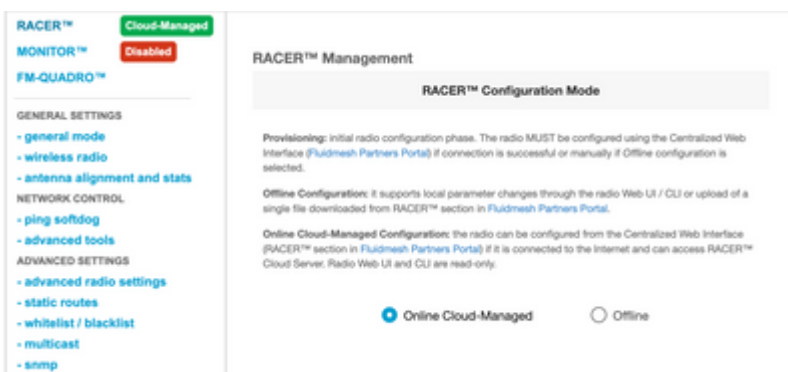 RACER™ Cloud-Managed
MONITOR™ Disabled
FM-QUADRO™
GENERAL SETTINGS
- general mode
- wireless radio
- antenna alignment and stats
NETWORK CONTROL
- ping softdog
- advanced tools
ADVANCED SETTINGS
- advanced radio settings
- static routes
- whitelist / blacklist
- multicast
- snmp
RACER™ Management
RACER™ Configuration Mode
Provisioning: initial radio configuration phase. The radio MUST be configured using the Centralized Web
Interface (Fluidmesh Partners Portal) if connection is successful or manually if Offline configuration is
selected.
Offline Configuration: it supports local parameter changes through the radio Web UI / CLI or upload of a
single file downloaded from RACER™ section in Fluidmesh Partners Portal.
Online Cloud-Managed Configuration: the radio can be configured from the Centralized Web Interface
(RACER™ section in Fluidmesh Partners Portal) if it is connected to the Internet and can access RACER™
Cloud Server. Radio Web UI and CLI are read-only.
Online Cloud-Managed Offline